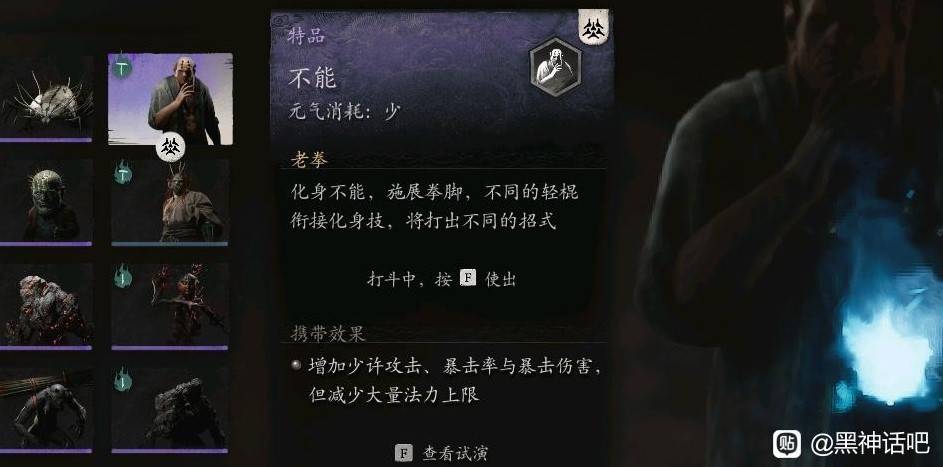 特品
不能
元气消耗：少
老拳
化身不能，施展拳脚，不同的轻棍
衔接化身技，将打出不同的招式
打斗中，按 F 使出
携带效果
增加少许攻击、暴击率与暴击伤害，
但减少大量法力上限
F 查看试演
贴 @黑神话吧